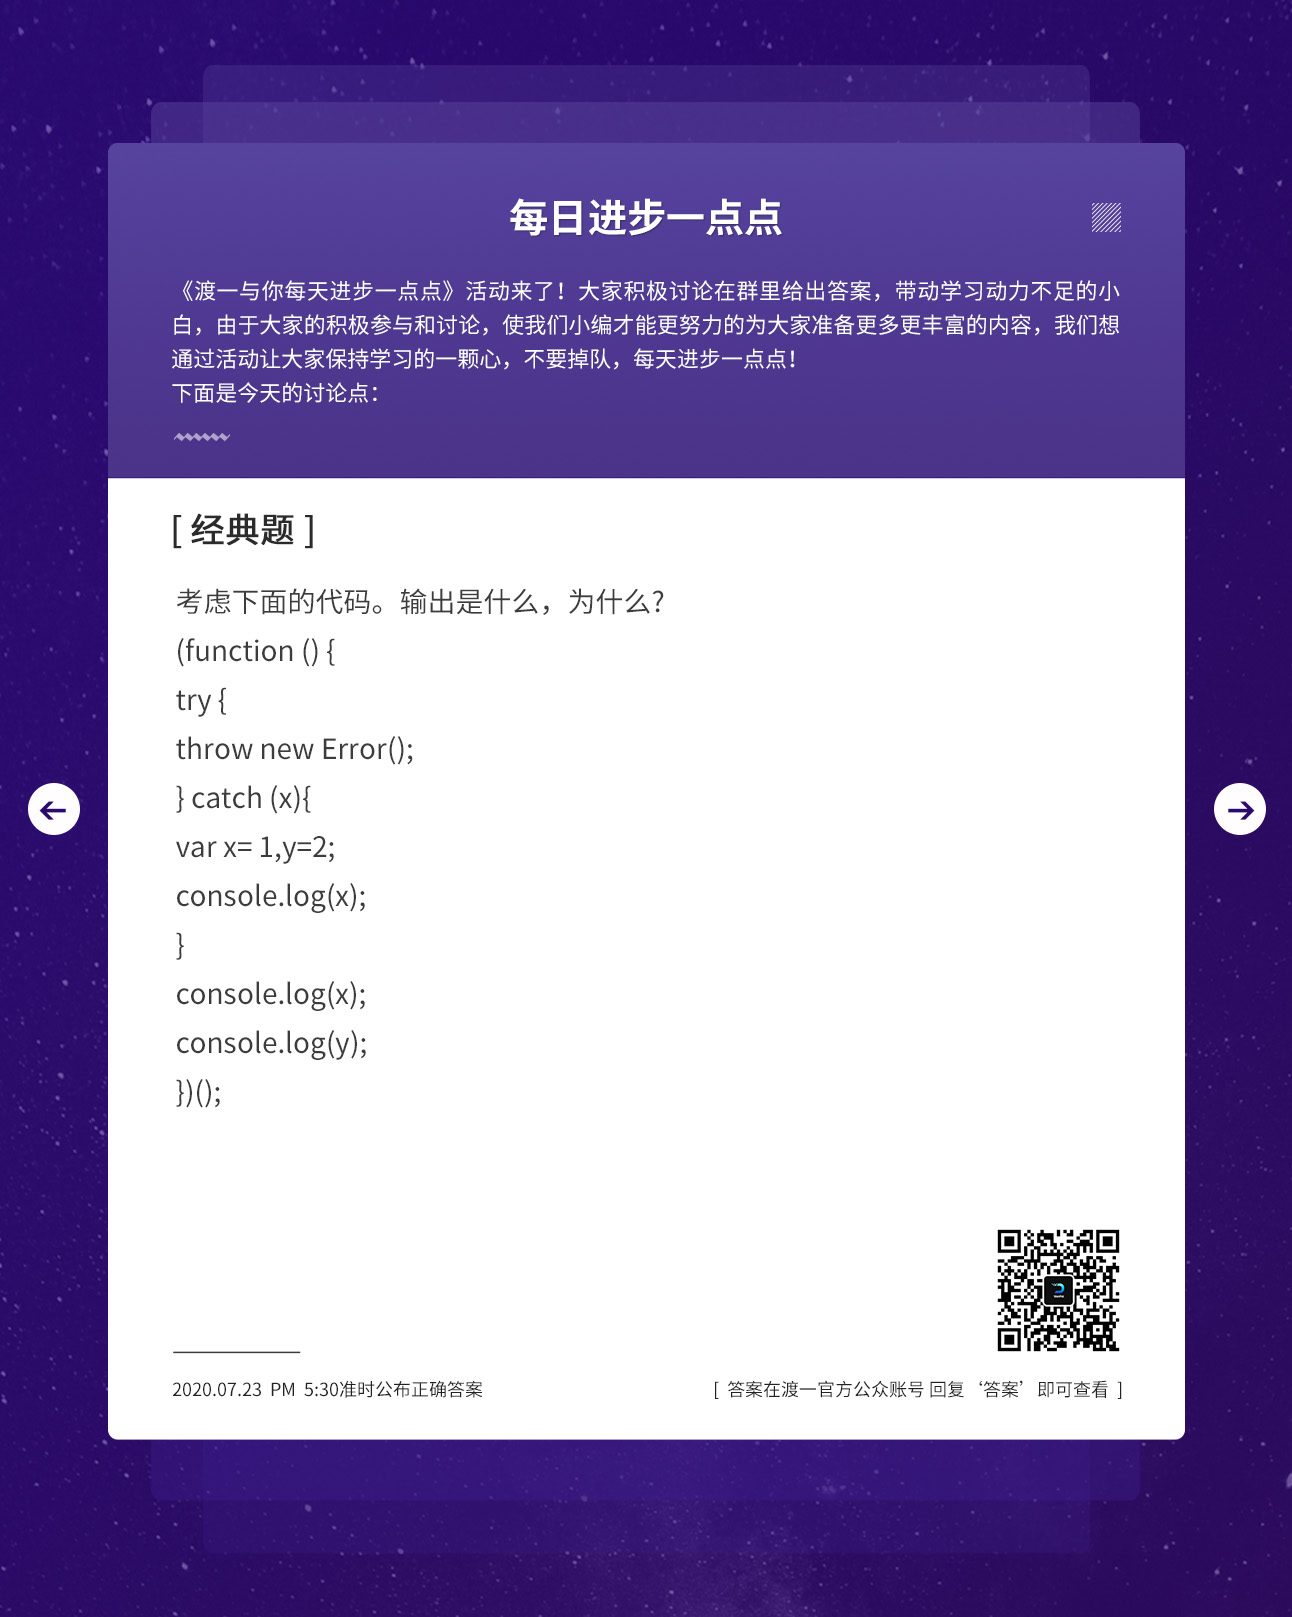 每日进步一点点
《渡一与你每天进步一点点》活动来了！大家积极讨论在群里给出答案，带动学习动力不足的小
白，由于大家的积极参与和讨论，使我们小编才能更努力的为大家准备更多更丰富的内容，我们想
通过活动让大家保持学习的一颗心，不要掉队，每天进步一点点！
下面是今天的讨论点：
[ 经典题 ]
考虑下面的代码。输出是什么，为什么?
(function () {
try {
throw new Error();
} catch (x){
var x= 1,y=2;
console.log(x);
}
console.log(x);
console.log(y);
})();
2020.07.23 PM 5:30准时公布正确答案
[ 答案在渡一官方公众账号 回复 ‘答案’ 即可查看 ]